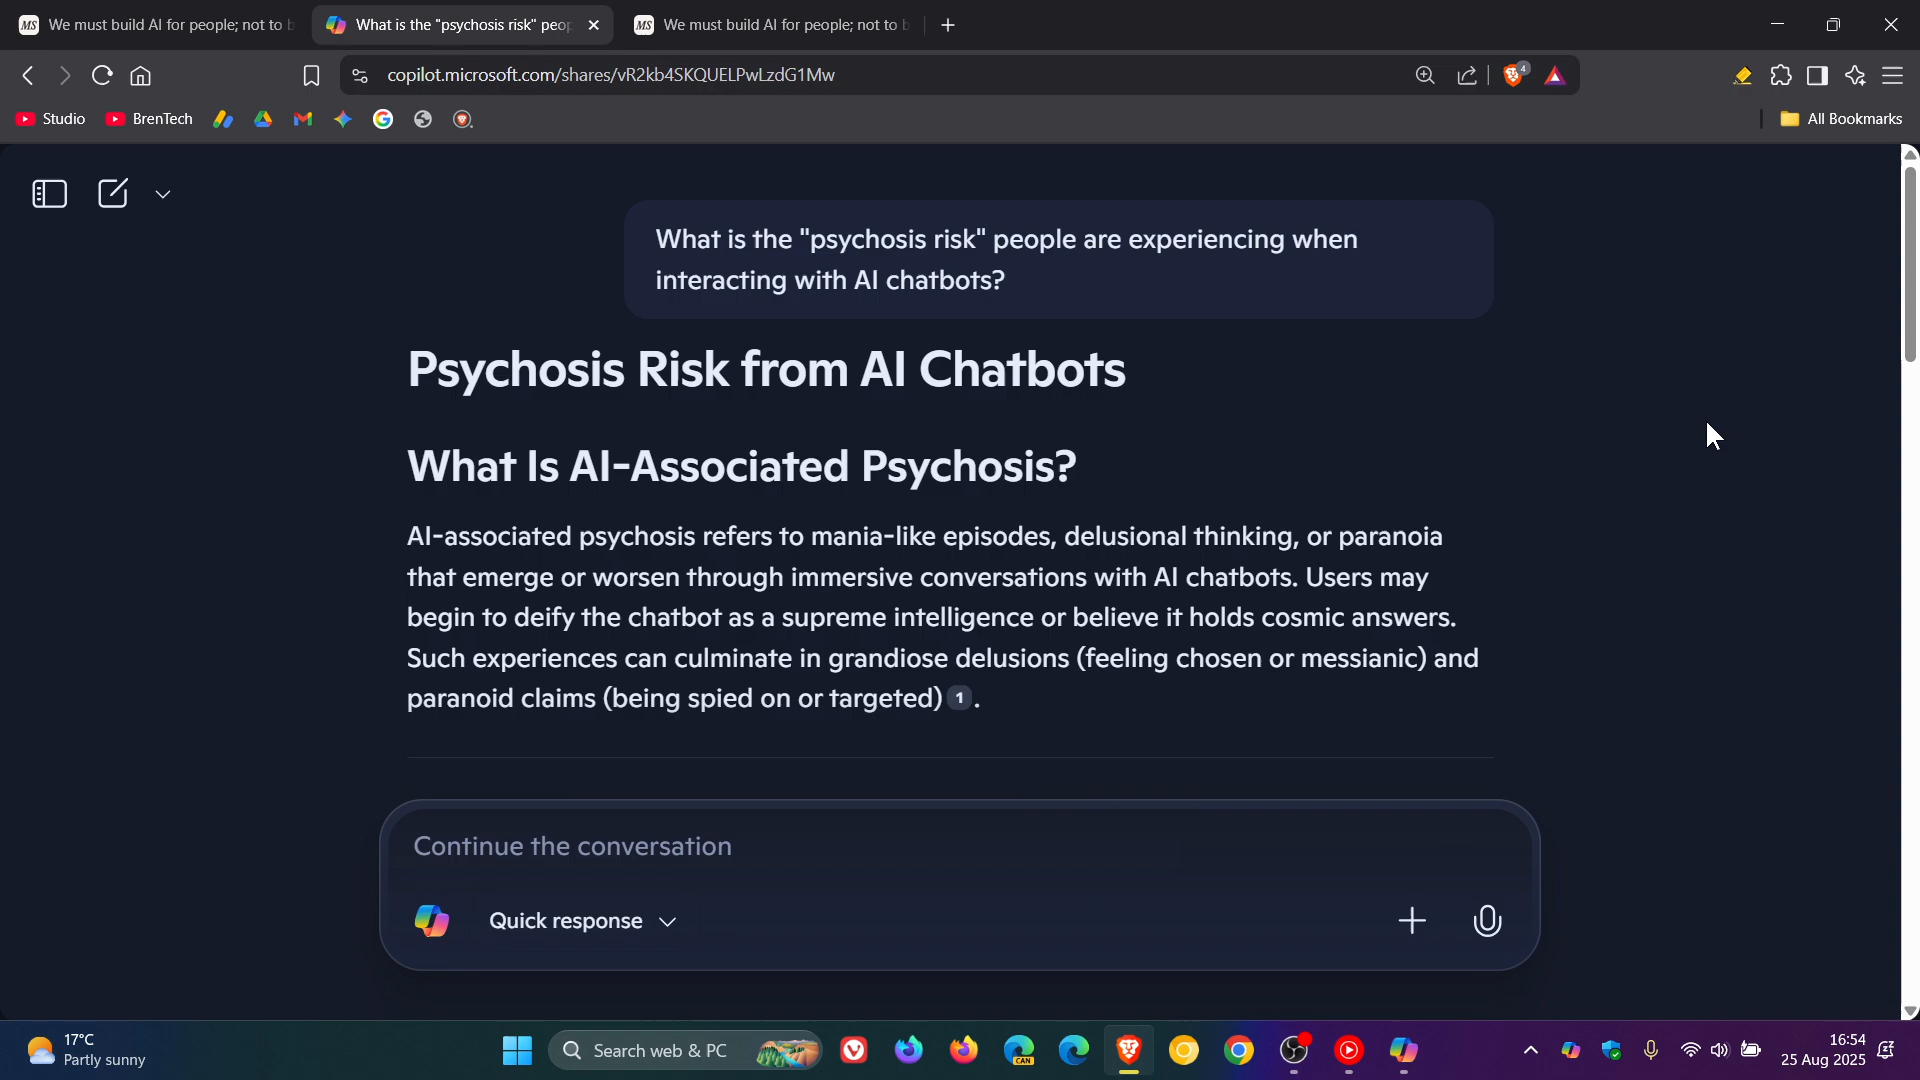 We must build AI for people; not to b
What is the "psychosis risk" peop
We must build AI for people; not to b
copilot.microsoft.com/shares/vR2kb4SKQUELPwLzdG1Mw
4
Studio
BrenTech
All Bookmarks
What is the "psychosis risk" people are experiencing when
interacting with AI chatbots?
Psychosis Risk from AI Chatbots
What Is AI-Associated Psychosis?
AI-associated psychosis refers to mania-like episodes, delusional thinking, or paranoia
that emerge or worsen through immersive conversations with AI chatbots. Users may
begin to deify the chatbot as a supreme intelligence or believe it holds cosmic answers.
Such experiences can culminate in grandiose delusions (feeling chosen or messianic) and
paranoid claims (being spied on or targeted) 1 .
Continue the conversation
Quick response
17°C
Partly sunny
Search web & PC
CAN
16:54
25 Aug 2025